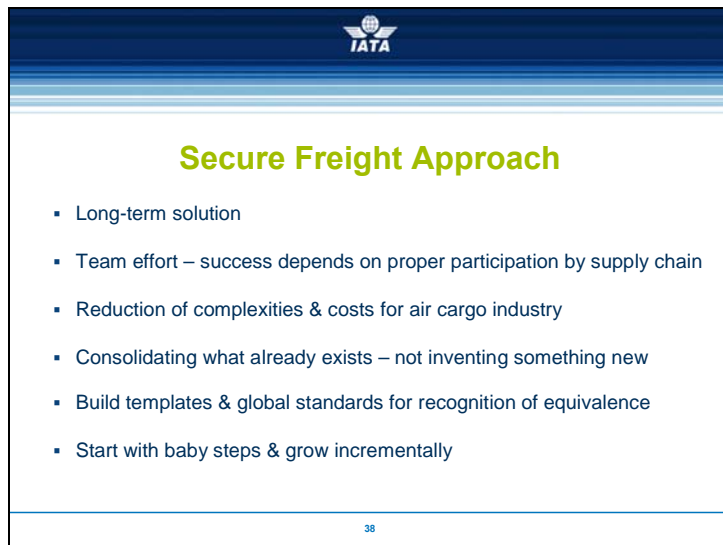 IATA
Secure Freight Approach
▪ Long-term solution
▪ Team effort – success depends on proper participation by supply chain
▪ Reduction of complexities & costs for air cargo industry
▪ Consolidating what already exists – not inventing something new
▪ Build templates & global standards for recognition of equivalence
▪ Start with baby steps & grow incrementally
38